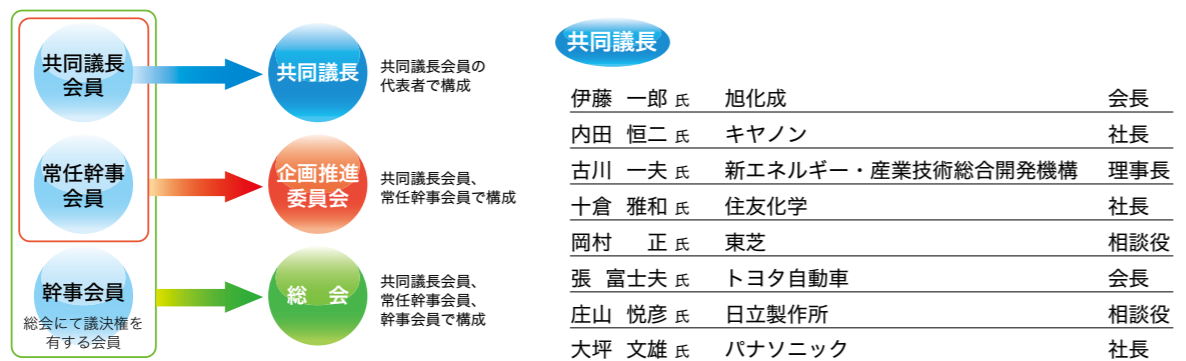 共同議長
会員
共同議長
共同議長会員の
代表者で構成
常任幹事
会員
企画推進
委員会
共同議長会員、
常任幹事会員で構成
幹事会員
総会にて議決権を
有する会員
総 会
共同議長会員、
常任幹事会員、
幹事会員で構成
共同議長
伊藤 一郎 氏 旭化成 会長
内田 恒二 氏 キヤノン 社長
古川 一夫 氏 新エネルギー・産業技術総合開発機構 理事長
十倉 雅和 氏 住友化学 社長
岡村 正 氏 東芝 相談役
張 富士夫 氏 トヨタ自動車 会長
庄山 悦彦 氏 日立製作所 相談役
大坪 文雄 氏 パナソニック 社長